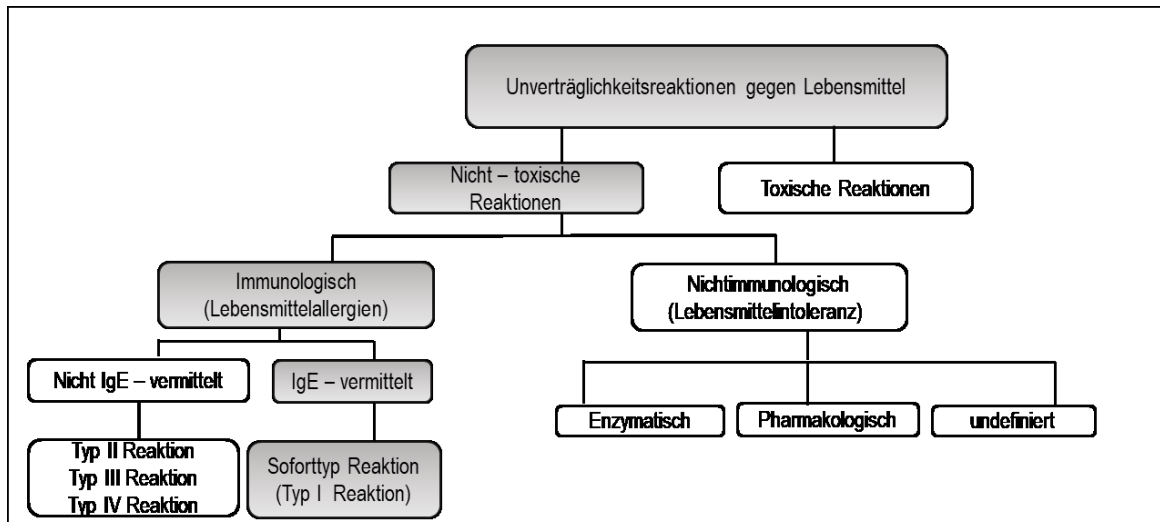 Unverträglichkeitsreaktionen gegen Lebensmittel
Nicht – toxische
Reaktionen
Toxische Reaktionen
Immunologisch
(Lebensmittelallergien)
Nichtimmunologisch
(Lebensmittelintoleranz)
Nicht IgE – vermittelt
IgE – vermittelt
Enzymatisch
Pharmakologisch
undefiniert
Typ II Reaktion
Typ III Reaktion
Typ IV Reaktion
Soforttyp Reaktion
(Typ I Reaktion)